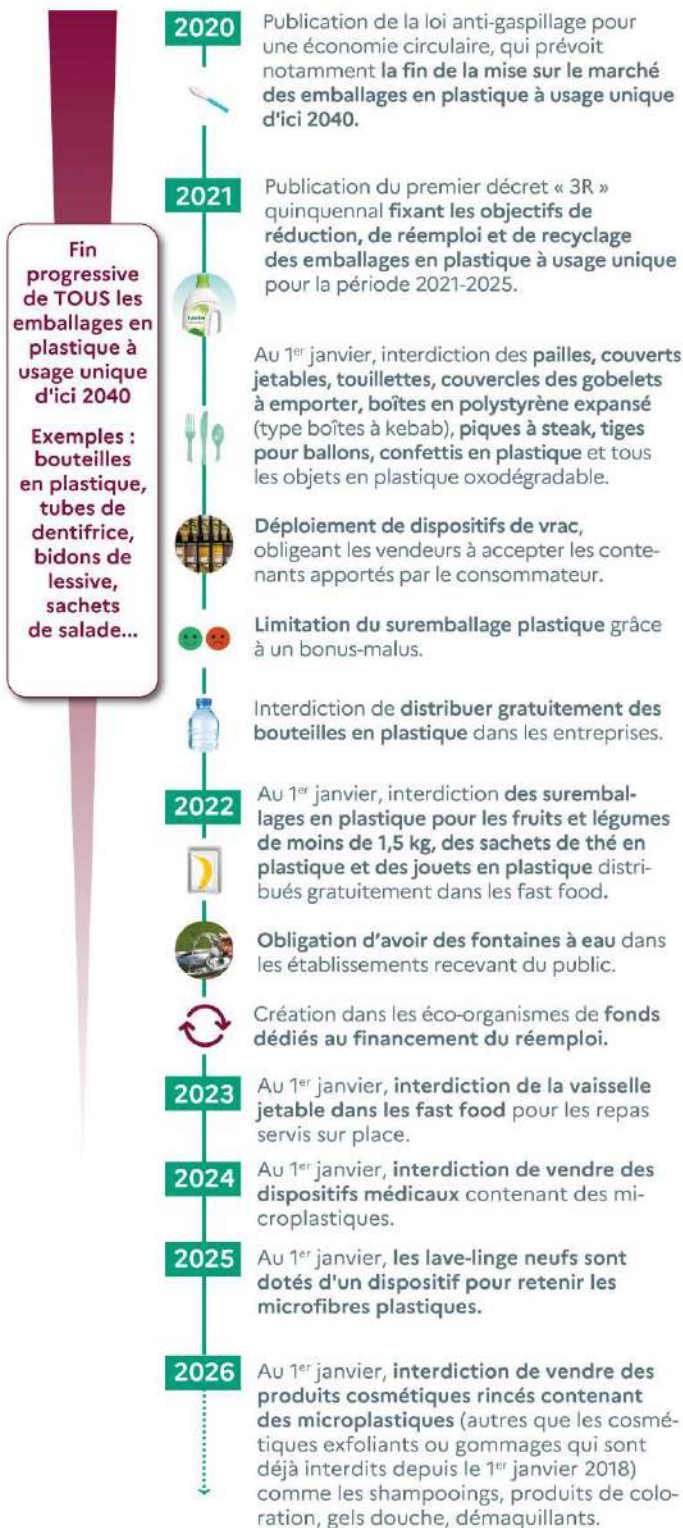 2020
Publication de la loi anti-gaspillage pour
une économie circulaire, qui prévoit
notamment la fin de la mise sur le marché
des emballages en plastique à usage unique
d'ici 2040.
2021
Publication du premier décret « 3R »
quinquennal fixant les objectifs de
réduction, de réemploi et de recyclage
des emballages en plastique à usage unique
pour la période 2021-2025.
Fin
progressive
de TOUS les
emballages en
plastique à
usage unique
d'ici 2040
Exemples :
bouteilles
en plastique,
tubes de
dentifrice,
bidons de
lessive,
sachets
de salade...
Au 1er janvier, interdiction des pailles, couverts
jetables, touillettes, couvercles des gobelets
à emporter, boîtes en polystyrène expansé
(type boîtes à kebab), piques à steak, tiges
pour ballons, confettis en plastique et tous
les objets en plastique oxodégradable.
Déploiement de dispositifs de vrac,
obligeant les vendeurs à accepter les conte-
nants apportés par le consommateur.
Limitation du suremballage plastique grâce
à un bonus-malus.
Interdiction de distribuer gratuitement des
bouteilles en plastique dans les entreprises.
2022
Au 1er janvier, interdiction des suremбal-
lages en plastique pour les fruits et légumes
de moins de 1,5 kg, des sachets de thé en
plastique et des jouets en plastique distri-
bués gratuitement dans les fast food.
Obligation d'avoir des fontaines à eau dans
les établissements recevant du public.
Création dans les éco-organismes de fonds
dédiés au financement du réemploi.
2023
Au 1er janvier, interdiction de la vaisselle
jetable dans les fast food pour les repas
servis sur place.
2024
Au 1er janvier, interdiction de vendre des
dispositifs médicaux contenant des mi-
croplastiques.
2025
Au 1er janvier, les lave-linge neufs sont
dotés d'un dispositif pour retenir les
microfibres plastiques.
2026
Au 1er janvier, interdiction de vendre des
produits cosmétiques rincés contenant
des microplastiques (autres que les cosmé-
tiques exfoliants ou gommages qui sont
déjà interdits depuis le 1er janvier 2018)
comme les shampooings, produits de colo-
ration, gels douche, démaquillants.